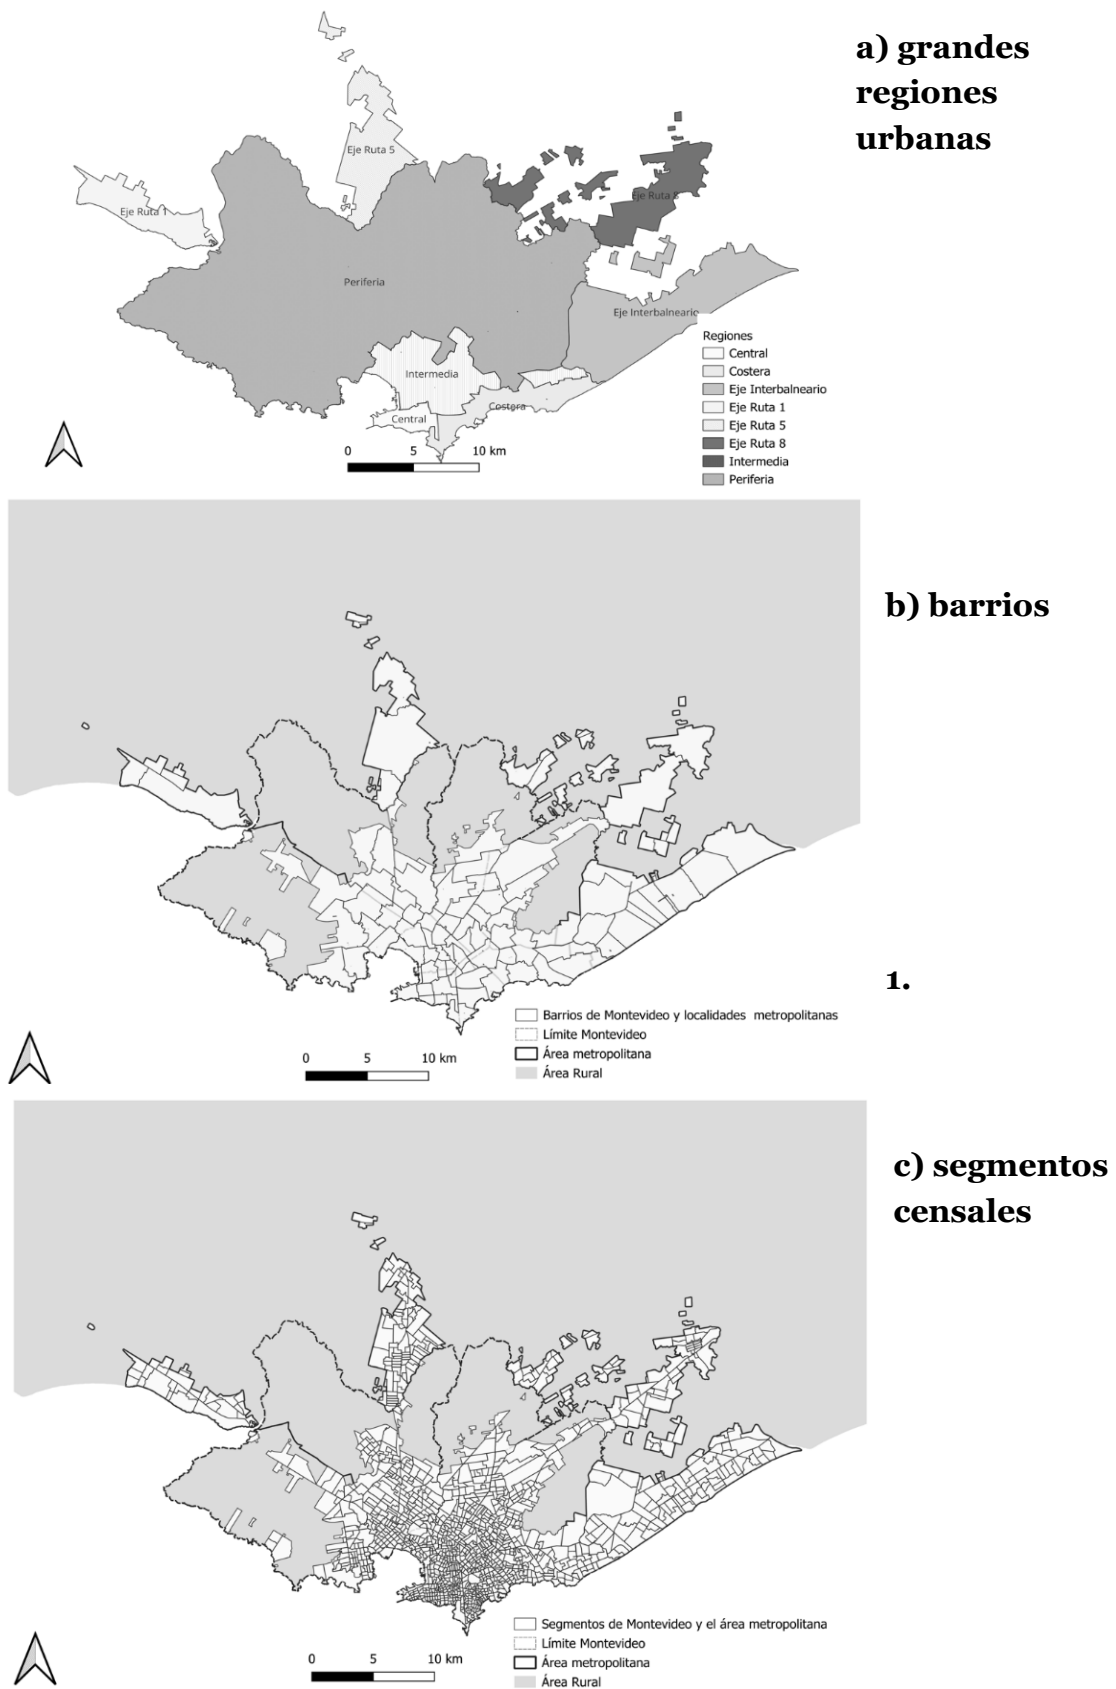 a) grandes
regiones
urbanas
Eje Ruta 5
Eje Ruta 8
Eje Ruta 1
Periferia
Eje Interbalneario
Intermedia
Costera
Central
Regiones
Central
Costera
Eje Interbalneario
Eje Ruta 1
Eje Ruta 5
Eje Ruta 8
Intermedia
Periferia
0 5 10 km
b) barrios
1.
Barrios de Montevideo y localidades metropolitanas
Límite Montevideo
Área metropolitana
Área Rural
0 5 10 km
c) segmentos
censales
Segmentos de Montevideo y el área metropolitana
Límite Montevideo
Área metropolitana
Área Rural
0 5 10 km